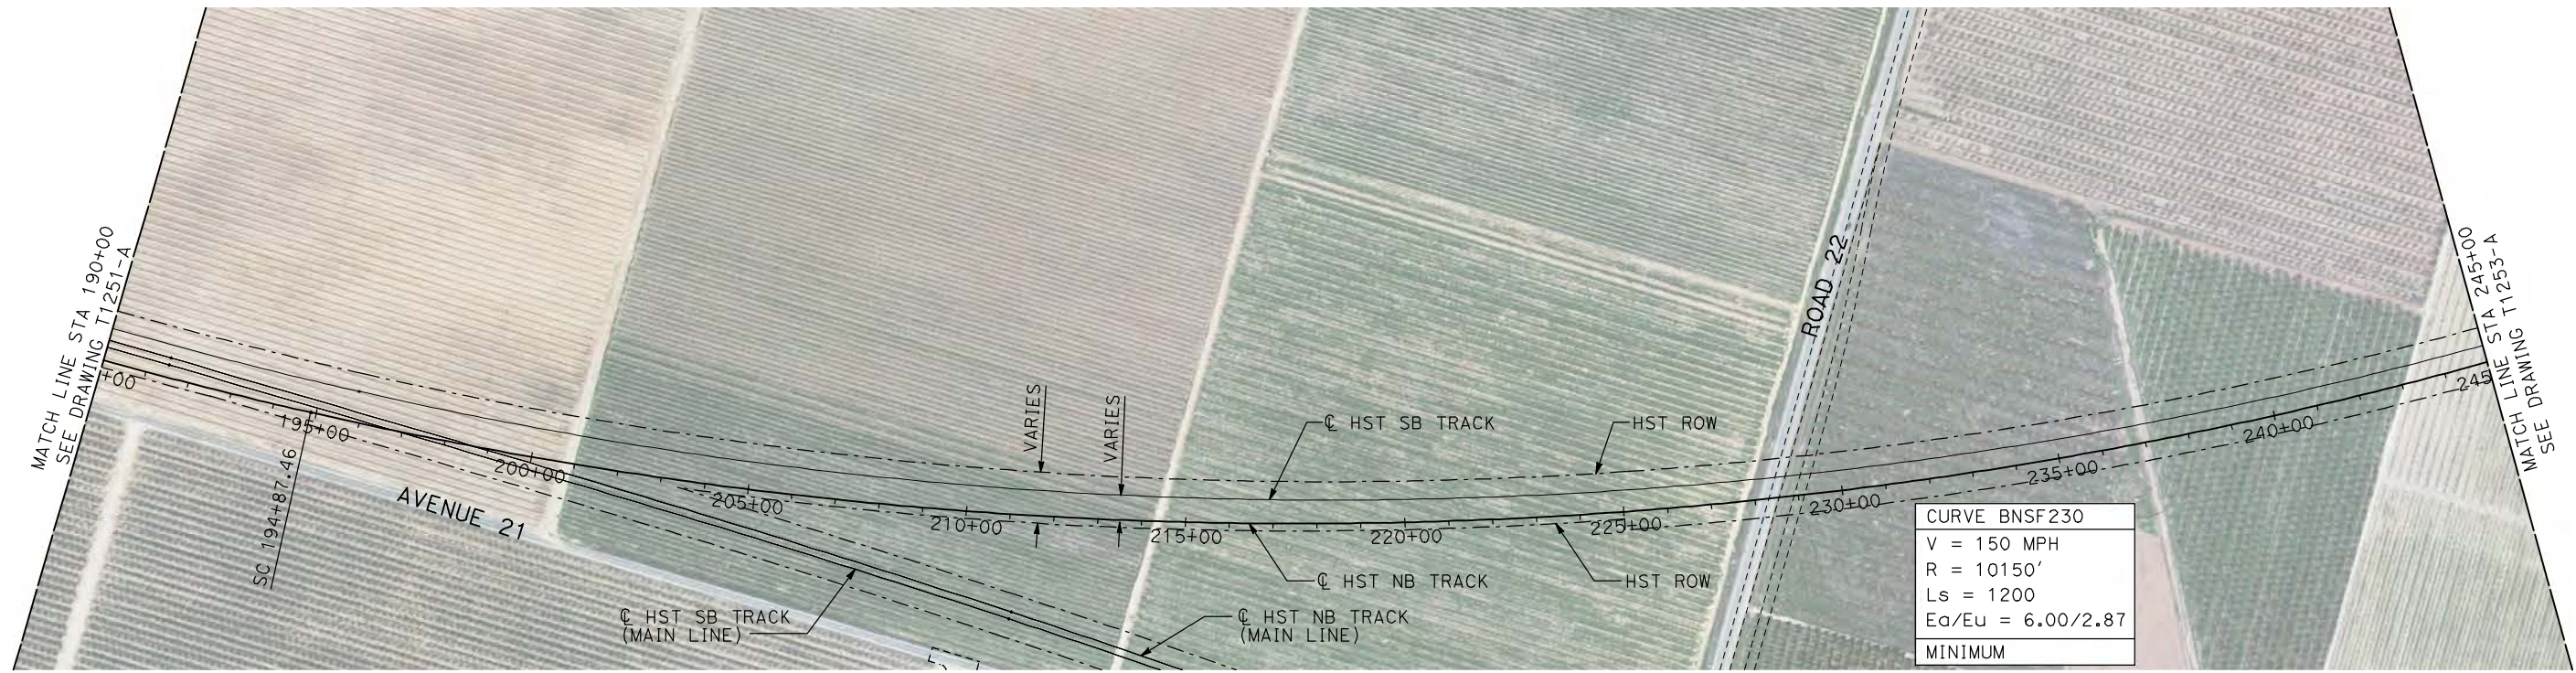 MATCH LINE STA 190+00
SEE DRAWING T1251-A
+00
195+00
SC 194+87.46
200+00
AVENUE 21
205+00
210+00
VARIES
VARIES
215+00
220+00
225+00
230+00
235+00
240+00
245
℄ HST SB TRACK
HST ROW
℄ HST NB TRACK
HST ROW
℄ HST SB TRACK
(MAIN LINE)
℄ HST NB TRACK
(MAIN LINE)
ROAD 22
CURVE BNSF230
V = 150 MPH
R = 10150'
Ls = 1200
Ea/Eu = 6.00/2.87
MINIMUM
MATCH LINE STA 245+00
SEE DRAWING T1253-A